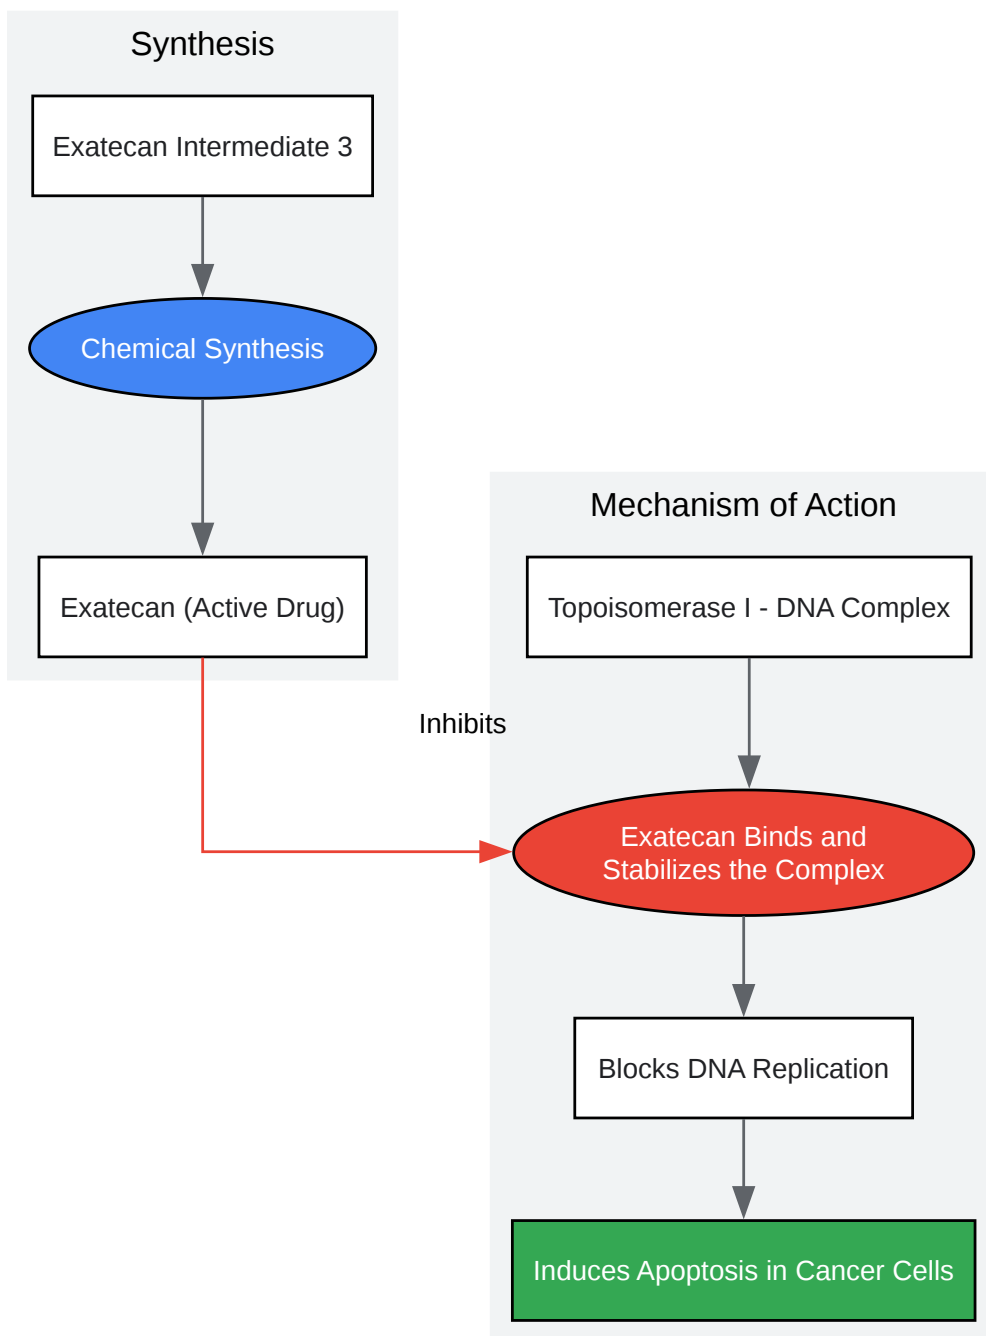 Synthesis
Exatecan Intermediate 3
Chemical Synthesis
Exatecan (Active Drug)
Inhibits
Mechanism of Action
Topoisomerase I - DNA Complex
Exatecan Binds and
Stabilizes the Complex
Blocks DNA Replication
Induces Apoptosis in Cancer Cells